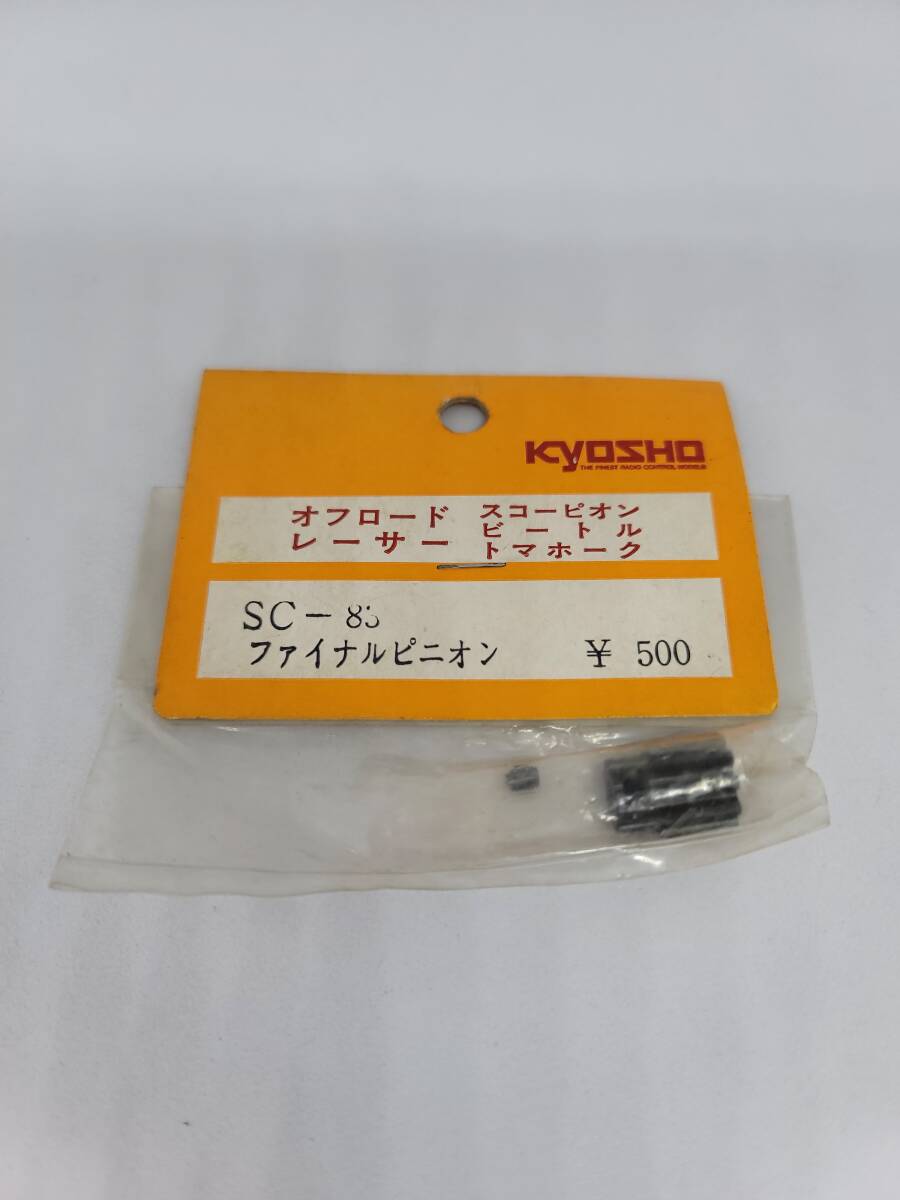 KYOSHO
THE FINEST RADIO CONTROL MODELS
オフロード
レーサー
スコーピオン
ビートル
トマホーク
SC-83
ファイナルピニオン ¥ 500